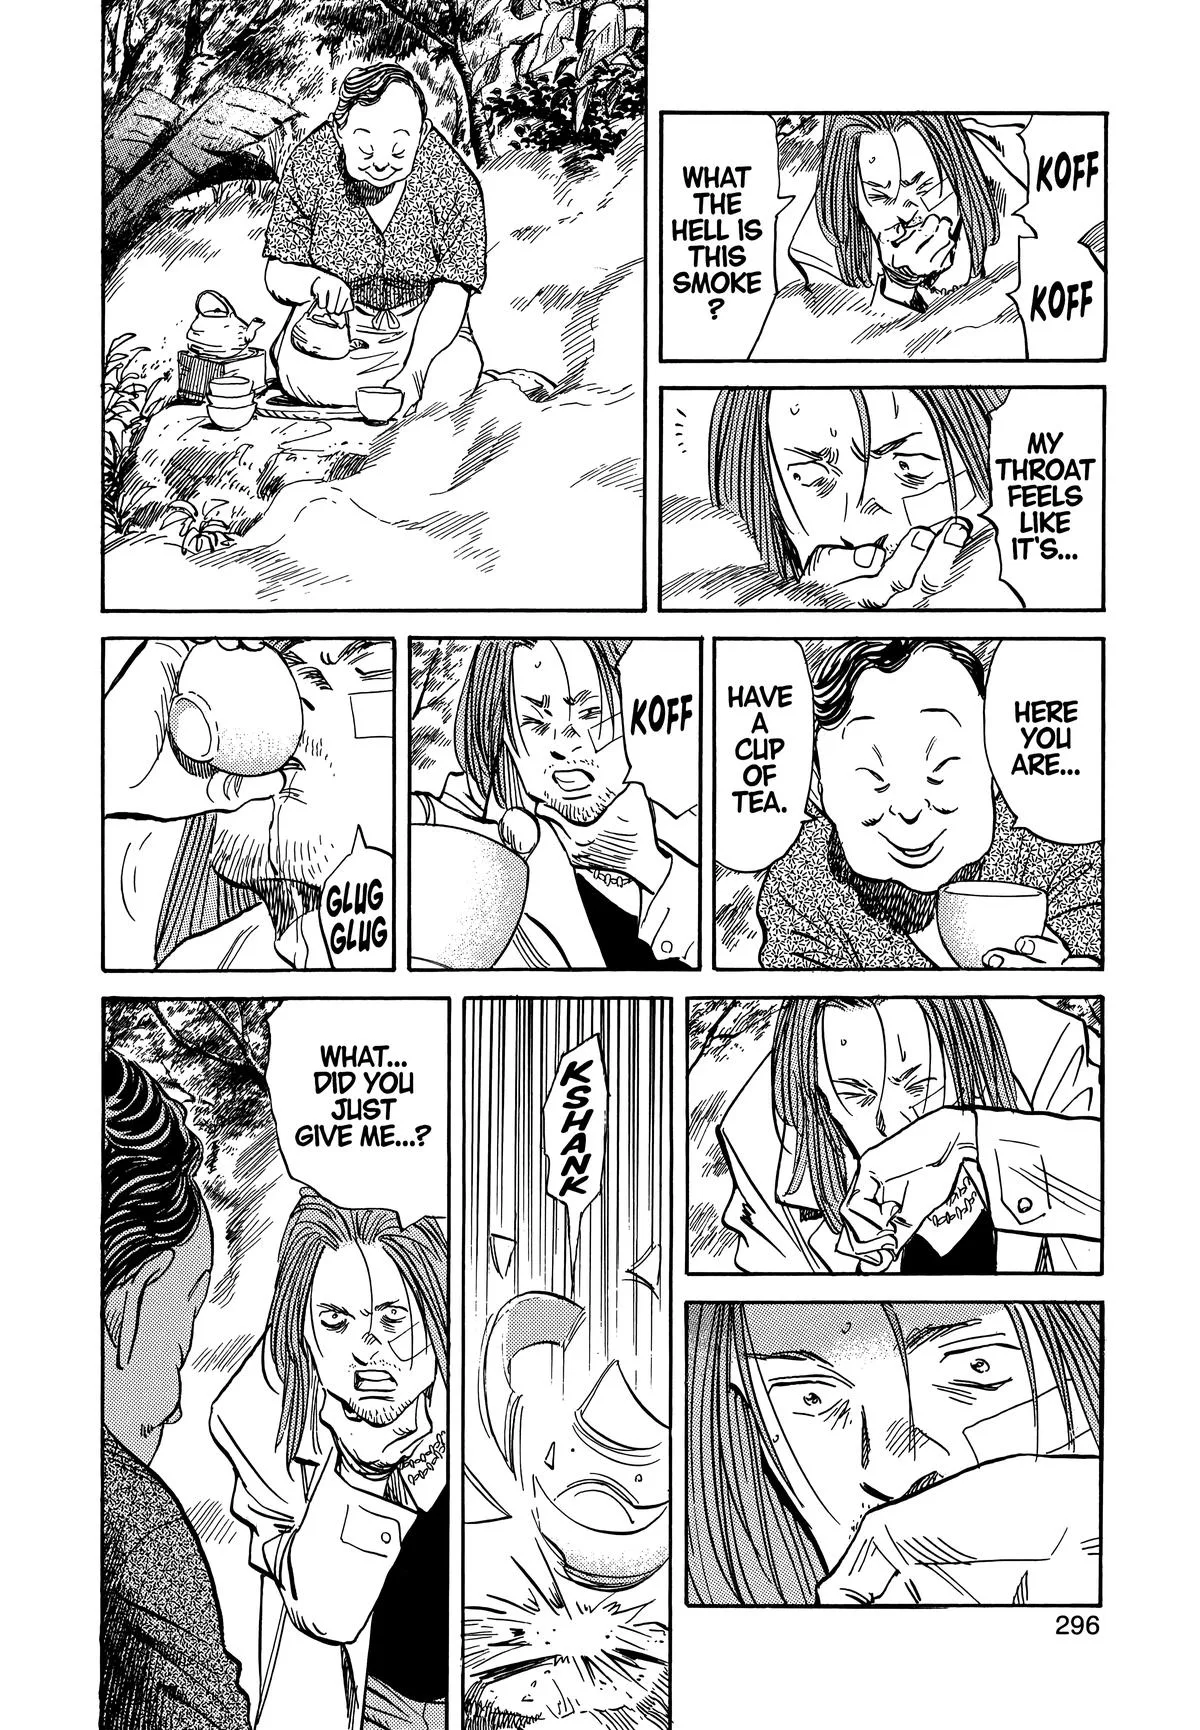 KOFF
KOFF
WHAT
THE
HELL IS
THIS
SMOKE
?
MY
THROAT
FEELS
LIKE
IT'S...
HERE
YOU
ARE...
HAVE
A
CUP
OF
TEA.
KOFF
GLUG
GLUG
KSHANK
WHAT...
DID YOU
JUST
GIVE ME...?
296